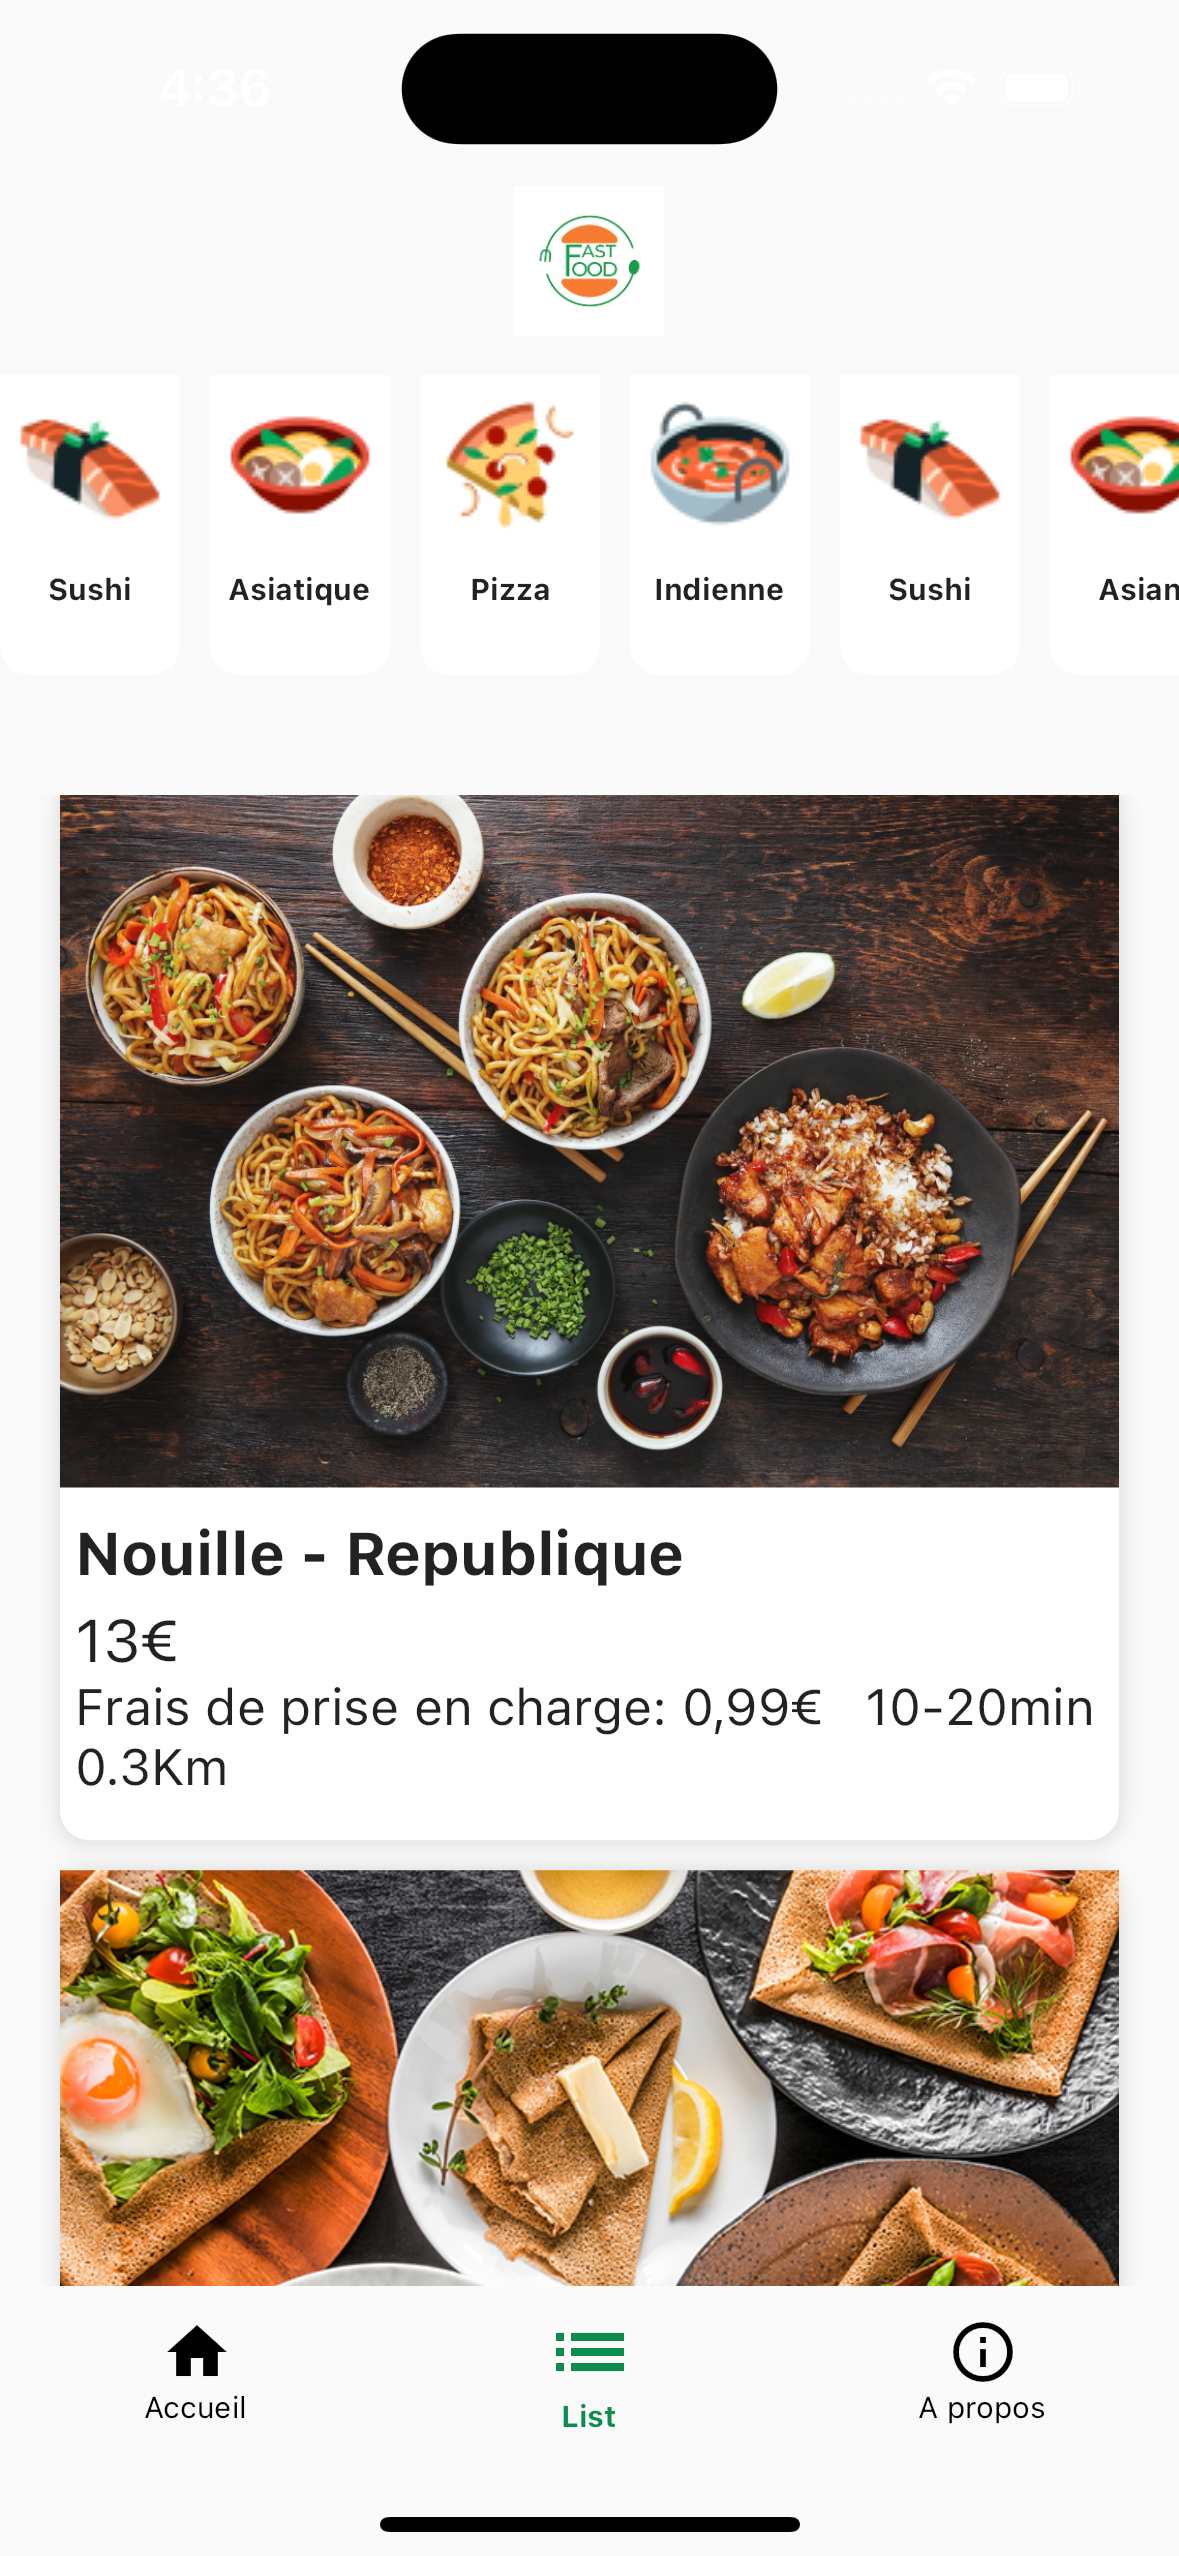 4:36
FAST
FOOD
Sushi
Asiatique
Pizza
Indienne
Sushi
Asian
Nouille - Republique
13€
Frais de prise en charge: 0,99€ 10-20min
0.3Km
Accueil
List
A propos